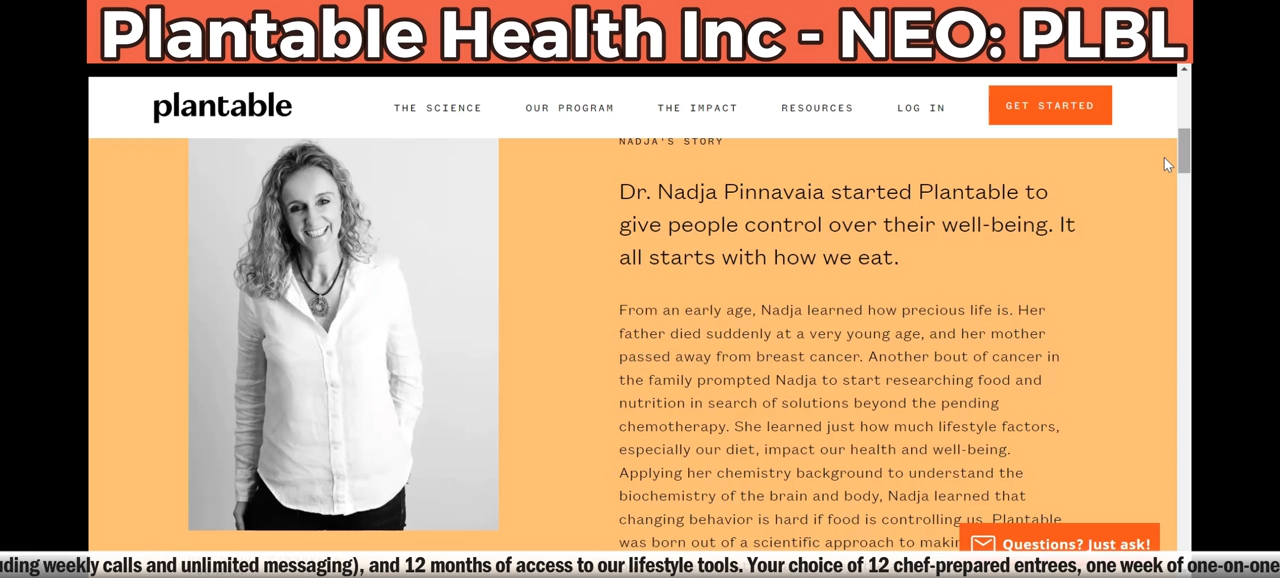 Plantable Health Inc - NEO: PLBL
plantable
THE SCIENCE
OUR PROGRAM
THE IMPACT
RESOURCES
LOG IN
GET STARTED
NADJA'S STORY
Dr. Nadja Pinnavaia started Plantable to
give people control over their well-being. It
all starts with how we eat.
From an early age, Nadja learned how precious life is. Her
father died suddenly at a very young age, and her mother
passed away from breast cancer. Another bout of cancer in
the family prompted Nadja to start researching food and
nutrition in search of solutions beyond the pending
chemotherapy. She learned just how much lifestyle factors,
especially our diet, impact our health and well-being.
Applying her chemistry background to understand the
biochemistry of the brain and body, Nadja learned that
changing behavior is hard if food is controlling us. Plantable
was born out of a scientific approach to makin
Questions? Just ask!
uding weekly calls and unlimited messaging), and 12 months of access to our lifestyle tools. Your choice of 12 chef-prepared entrees, one week of one-on-one